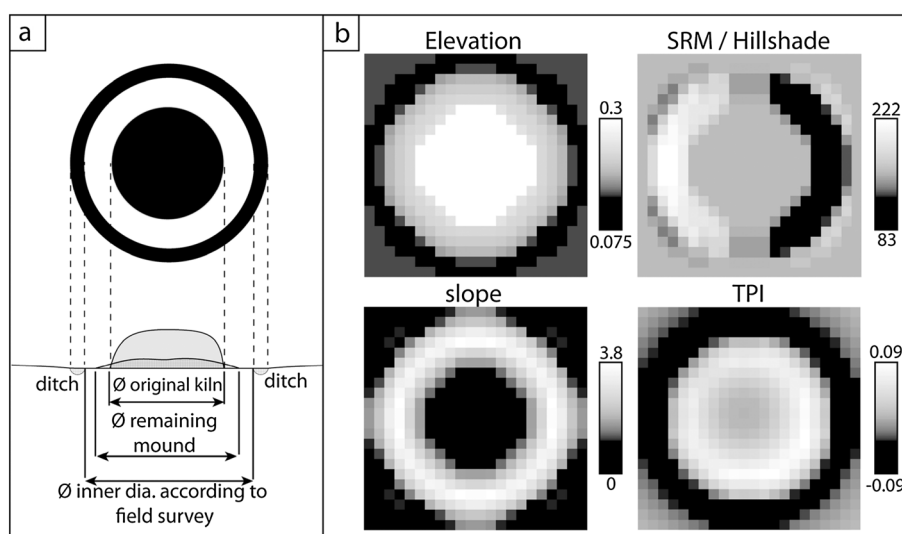 a
ditch
ditch
Ø original kiln
Ø remaining
mound
Ø inner dia. according to
field survey
b
Elevation
0.3
0.075
SRM / Hillshade
222
83
slope
3.8
0
TPI
0.09
-0.09